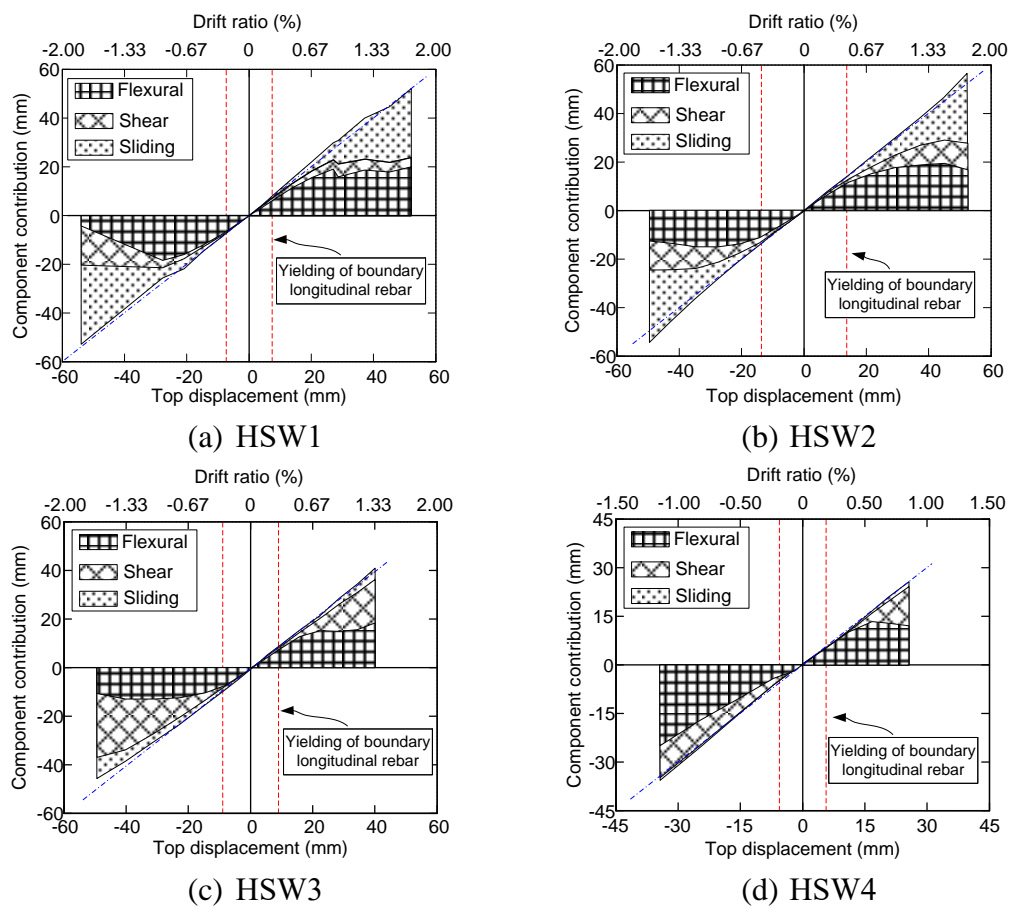 Drift ratio (%)
-2.00 -1.33 -0.67 0 0.67 1.33 2.00
60
40
20
0
-20
-40
-60
Component contribution (mm)
Flexural
Shear
Sliding
Yielding of boundary
longitudinal rebar
-60 -40 -20 0 20 40 60
Top displacement (mm)
(a) HSW1
Drift ratio (%)
-2.00 -1.33 -0.67 0 0.67 1.33 2.00
60
40
20
0
-20
-40
-60
Component contribution (mm)
Flexural
Shear
Sliding
Yielding of boundary
longitudinal rebar
-60 -40 -20 0 20 40 60
Top displacement (mm)
(b) HSW2
Drift ratio (%)
-2.00 -1.33 -0.67 0 0.67 1.33 2.00
60
40
20
0
-20
-40
-60
Component contribution (mm)
Flexural
Shear
Sliding
Yielding of boundary
longitudinal rebar
-60 -40 -20 0 20 40 60
Top displacement (mm)
(c) HSW3
Drift ratio (%)
-1.50 -1.00 -0.50 0 0.50 1.00 1.50
45
30
15
0
-15
-30
-45
Component contribution (mm)
Flexural
Shear
Sliding
Yielding of boundary
longitudinal rebar
-45 -30 -15 0 15 30 45
Top displacement (mm)
(d) HSW4